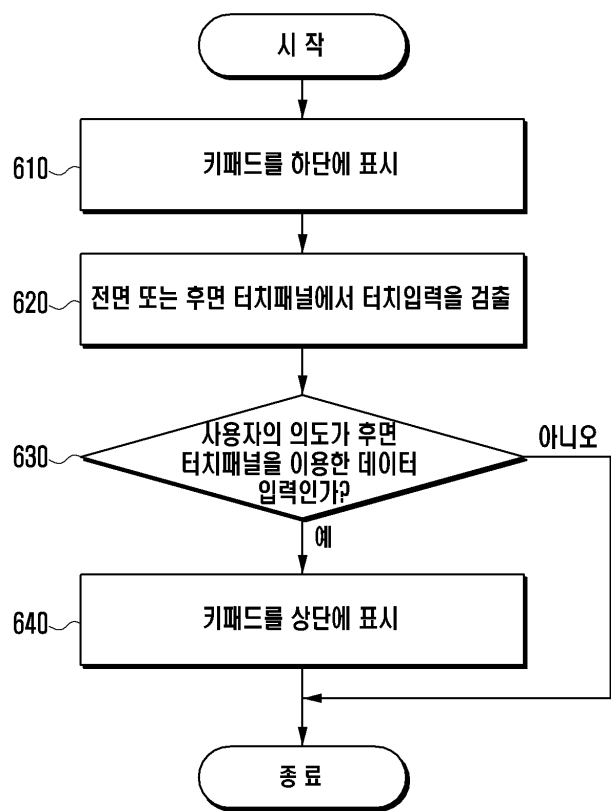 시 작
610
키패드를 하단에 표시
620
전면 또는 후면 터치패널에서 터치입력을 검출
630
사용자의 의도가 후면
터치패널을 이용한 데이터
입력인가?
아니오
예
640
키패드를 상단에 표시
종 료